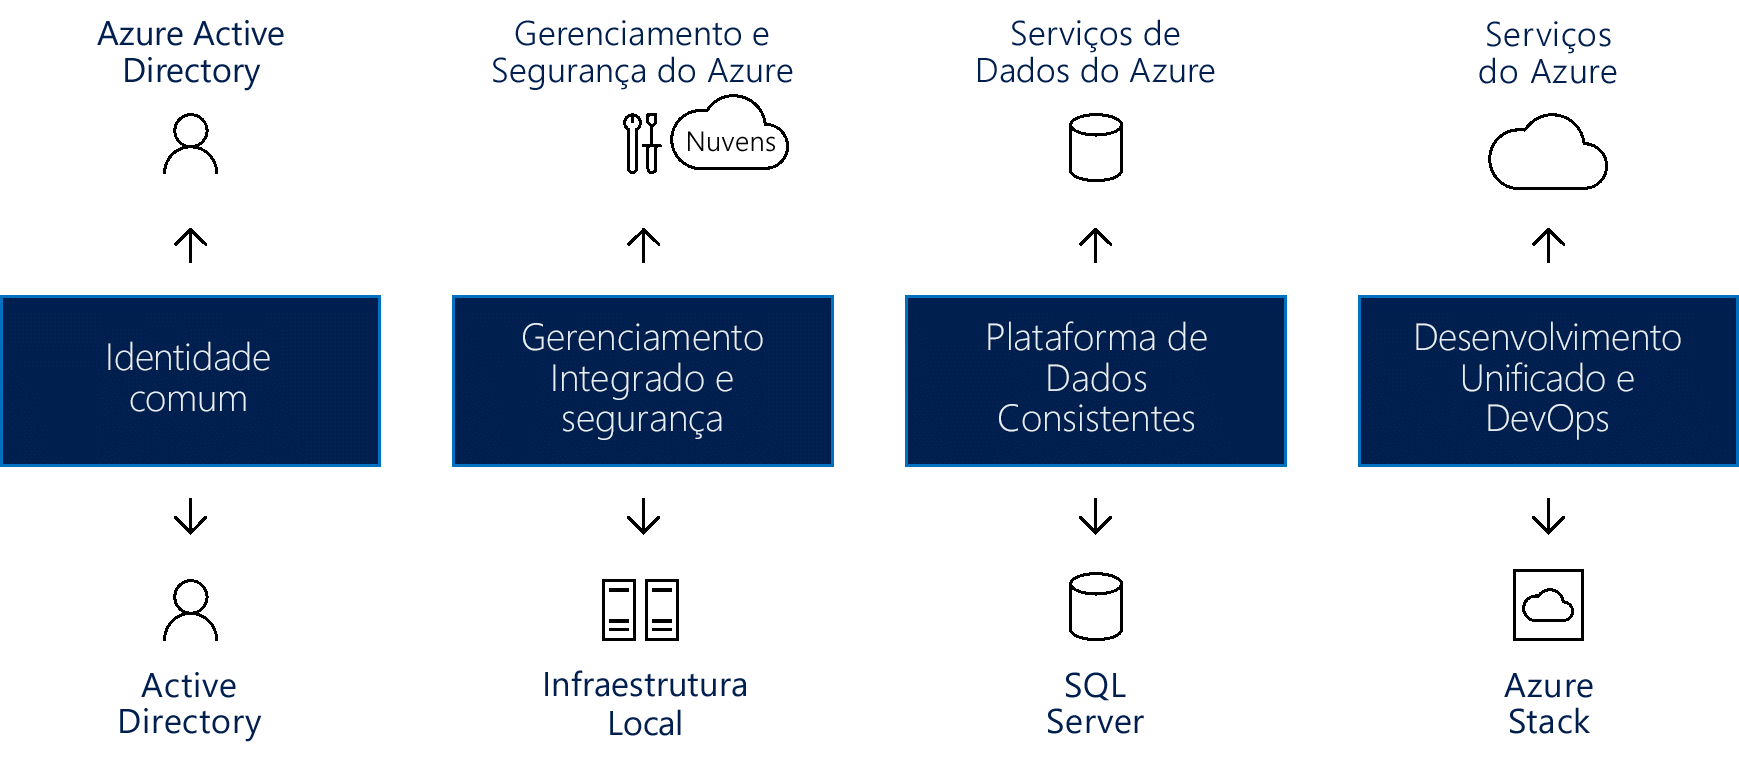 Azure Active
Directory
Gerenciamento e
Segurança do Azure
Serviços de
Dados do Azure
Serviços
do Azure
Nuvens
Identidade
comum
Gerenciamento
Integrado e
segurança
Plataforma de
Dados
Consistentes
Desenvolvimento
Unificado e
DevOps
Active
Directory
Infraestrutura
Local
SQL
Server
Azure
Stack